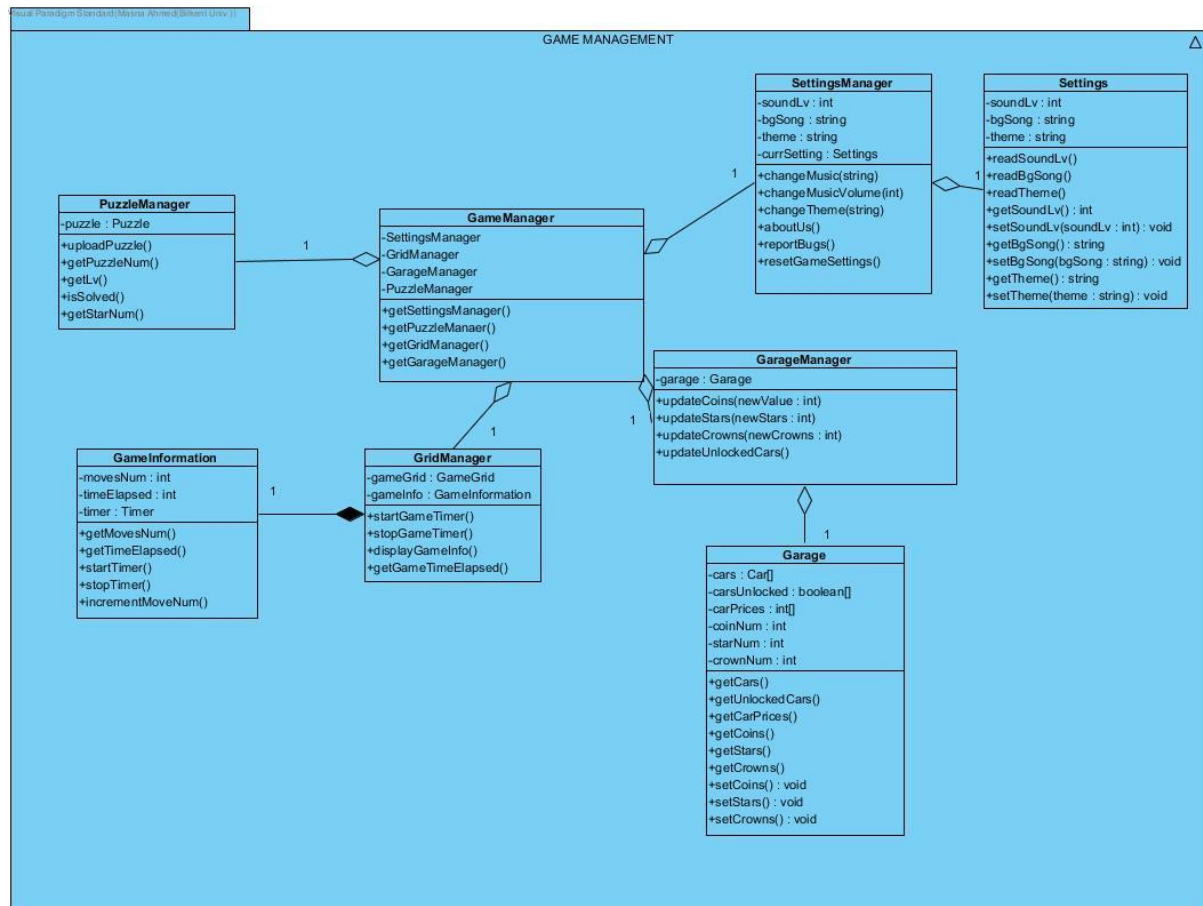 Visual Paradigm Standard(Masna Ahmed(Bilkent Univ.))
GAME MANAGEMENT
SettingsManager
-soundLv : int
-bgSong : string
-theme : string
-currSetting : Settings
+changeMusic(string)
+changeMusicVolume(int)
+changeTheme(string)
+aboutUs()
+reportBugs()
+resetGameSettings()
1
Settings
-soundLv : int
-bgSong : string
-theme : string
+readSoundLv()
+readBgSong()
+readTheme()
+getSoundLv() : int
+setSoundLv(soundLv : int) : void
+getBgSong() : string
+setBgSong(bgSong : string) : void
+getTheme() : string
+setTheme(theme : string) : void
1
PuzzleManager
-puzzle : Puzzle
+uploadPuzzle()
+getPuzzleNum()
+getLv()
+isSolved()
+getStarNum()
1
GameManager
-SettingsManager
-GridManager
-GarageManager
-PuzzleManager
+getSettingsManager()
+getPuzzleManaer()
+getGridManager()
+getGarageManager()
GarageManager
-garage : Garage
+updateCoins(newValue : int)
+updateStars(newStars : int)
+updateCrowns(newCrowns : int)
+updateUnlockedCars()
1
1
GameInformation
-movesNum : int
-timeElapsed : int
-timer : Timer
+getMovesNum()
+getTimeElapsed()
+startTimer()
+stopTimer()
+incrementMoveNum()
1
GridManager
-gameGrid : GameGrid
-gameInfo : GameInformation
+startGameTimer()
+stopGameTimer()
+displayGameInfo()
+getGameTimeElapsed()
1
Garage
-cars : Car[]
-carsUnlocked : boolean[]
-carPrices : int[]
-coinNum : int
-starNum : int
-crownNum : int
+getCars()
+getUnlockedCars()
+getCarPrices()
+getCoins()
+getStars()
+getCrowns()
+setCoins() : void
+setStars() : void
+setCrowns() : void